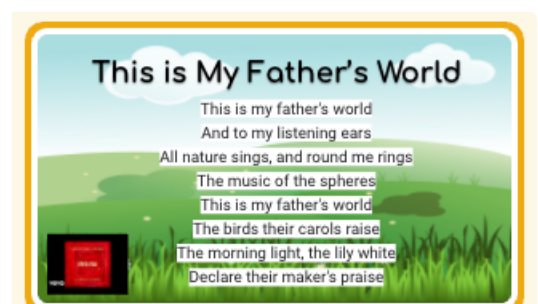 This is My Father's World
This is my father's world
And to my listening ears
All nature sings, and round me rings
The music of the spheres
This is my father's world
The birds their carols raise
The morning light, the lily white
Declare their maker's praise